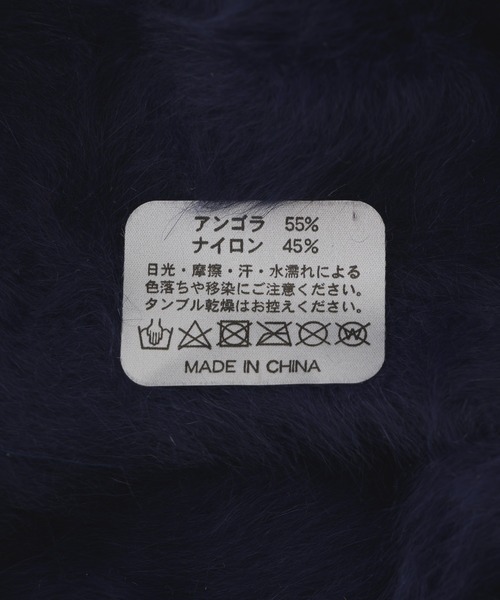 アンゴラ 55%
ナイロン 45%
日光・摩擦・汗・水濡れによる
色落ちや移染にご注意ください。
タンブル乾燥はお控えください。
MADE IN CHINA